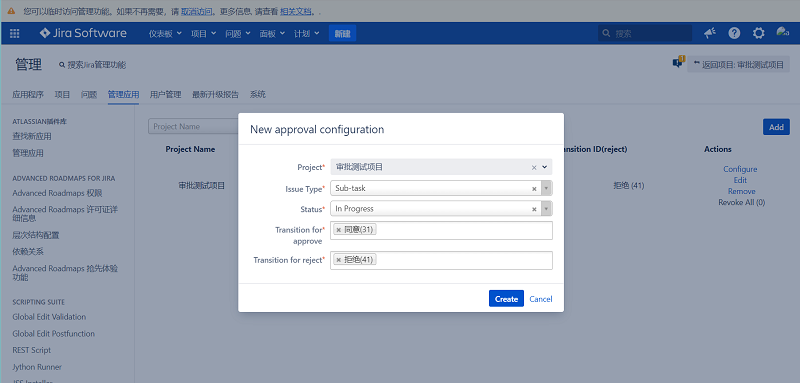 您可以临时访问管理功能。如果不再需要，请 取消访问。更多信息, 请查看 相关文档。.
Jira Software 仪表板 项目 问题 面板 计划 新建 搜索
管理 搜索Jira管理功能 返回项目: 审批测试项目
应用程序 项目 问题 管理应用 用户管理 最新升级报告 系统
ATLASSIAN插件库
查找新应用
管理应用
ADVANCED ROADMAPS FOR JIRA
Advanced Roadmaps 权限
Advanced Roadmaps 许可证详
细信息
层次结构配置
依赖关系
Advanced Roadmaps 抢先体验
功能
SCRIPTING SUITE
Global Edit Validation
Global Edit Postfunction
REST Script
Jython Runner
Project Name
Add
Project Name
ransition ID(reject)
Actions
审批测试项目
拒绝 (41)
Configure
Edit
Remove
Revoke All (0)
New approval configuration
Project* 审批测试项目
Issue Type* Sub-task
Status* In Progress
Transition for
approve* 同意(31)
Transition for reject* 拒绝(41)
Create Cancel